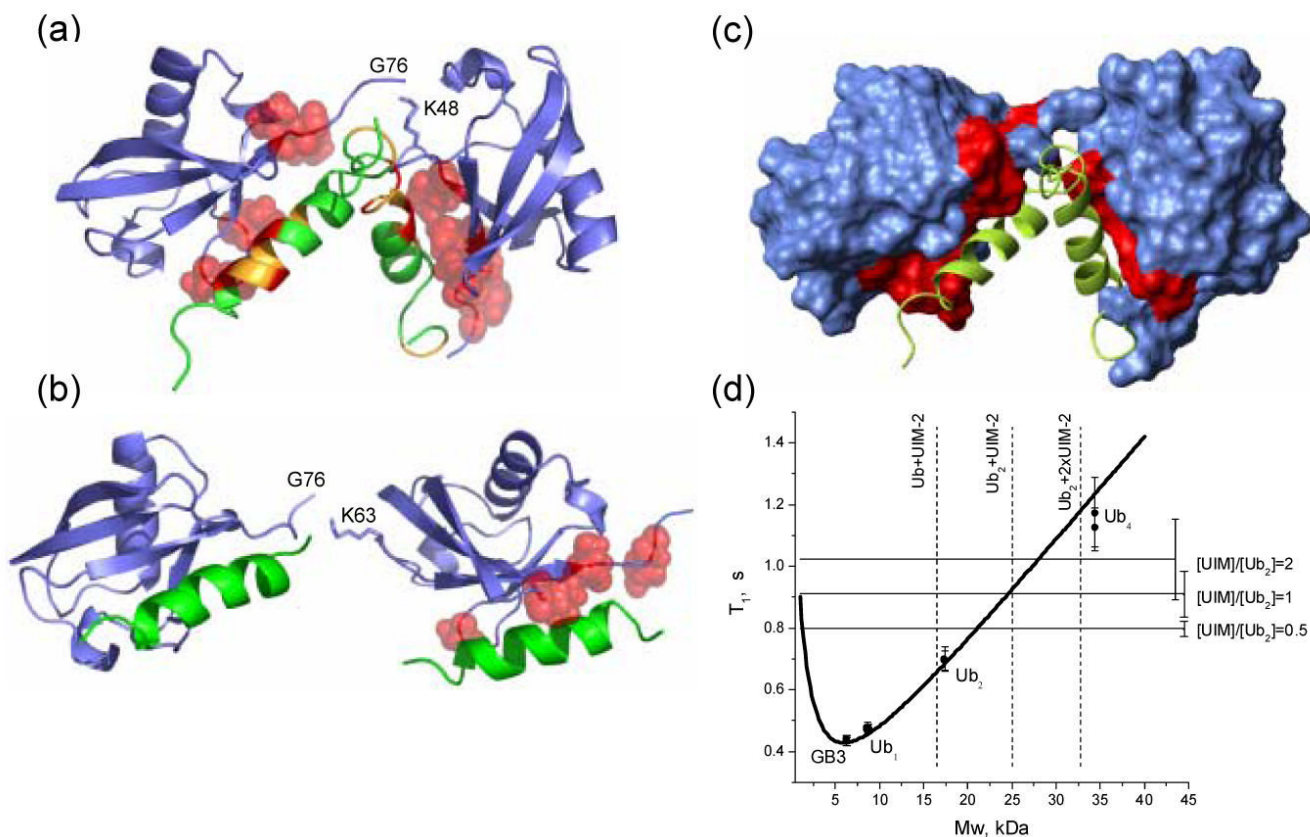 (a)
G76
K48
(b)
G76
K63
(c)
(d)
T₁, s
1.4
1.2
1.0
0.8
0.6
0.4
Ub+UIM-2
Ub₂+UIM-2
Ub₂+2xUIM-2
GB3
Ub₁
Ub₂
Ub₄
[UIM]/[Ub₂]=2
[UIM]/[Ub₂]=1
[UIM]/[Ub₂]=0.5
5 10 15 20 25 30 35 40 45
Mw, kDa